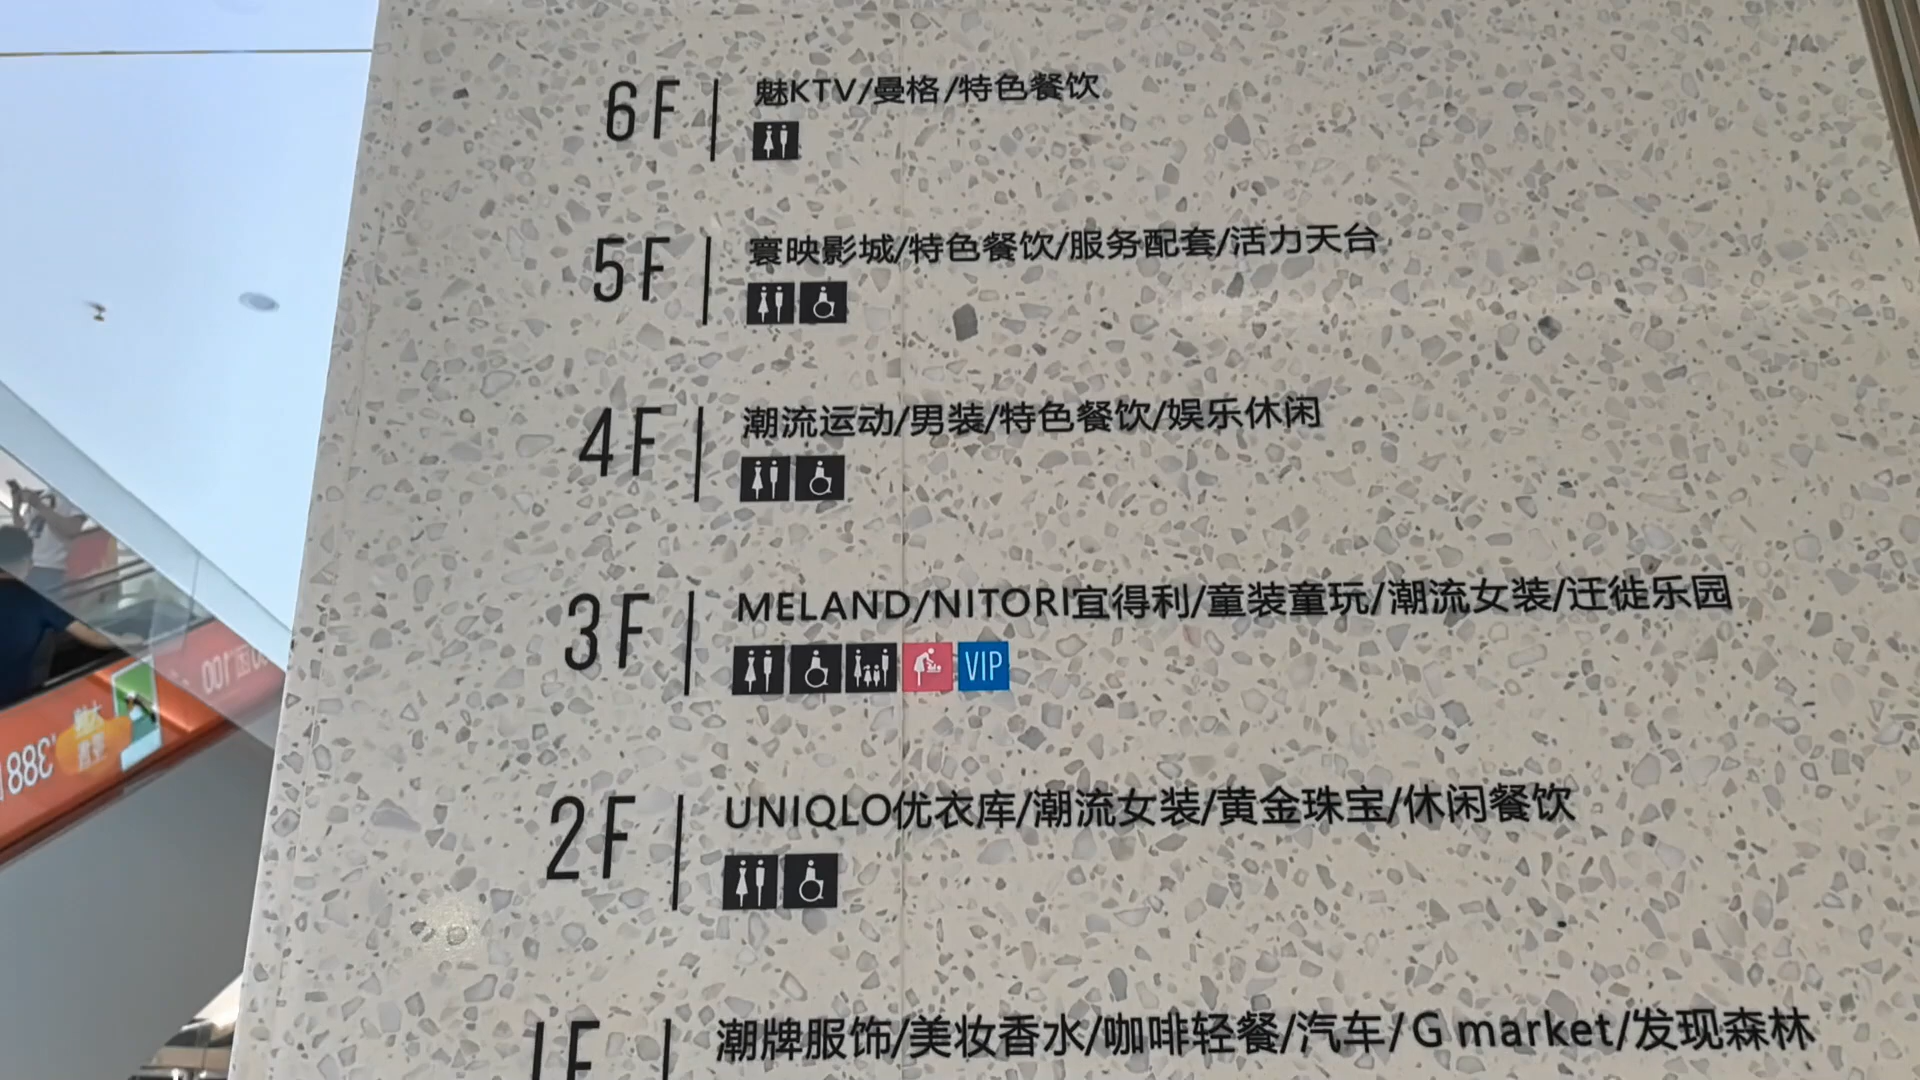 6F 魅KTV/曼格/特色餐饮
5F 寰映影城/特色餐饮/服务配套/活力天台
4F 潮流运动/男装/特色餐饮/娱乐休闲
3F MELAND/NITORI宜得利/童装童玩/潮流女装/迁徙乐园
VIP
2F UNIQLO优衣库/潮流女装/黄金珠宝/休闲餐饮
1F 潮牌服饰/美妆香水/咖啡轻餐/汽车/G market/发现森林